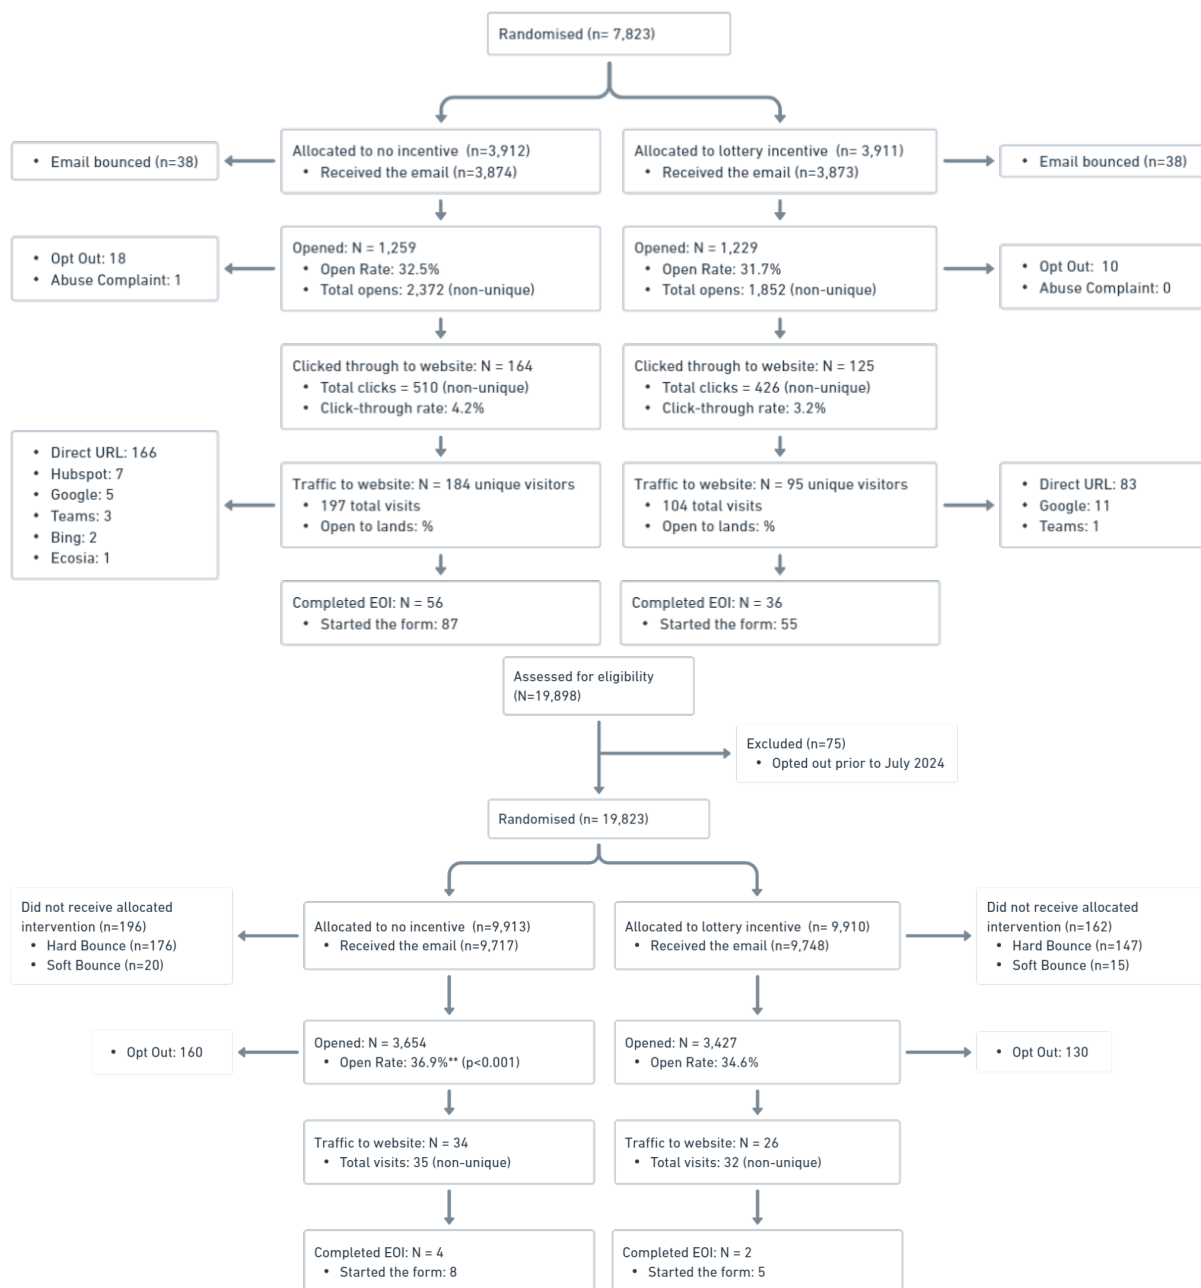 Randomised (n= 7,823)
Allocated to no incentive (n=3,912)
• Received the email (n=3,874)
Allocated to lottery incentive (n= 3,911)
• Received the email (n=3,873)
• Email bounced (n=38)
• Email bounced (n=38)
Opened: N = 1,259
• Open Rate: 32.5%
• Total opens: 2,372 (non-unique)
Opened: N = 1,229
• Open Rate: 31.7%
• Total opens: 1,852 (non-unique)
• Opt Out: 18
• Abuse Complaint: 1
• Opt Out: 10
• Abuse Complaint: 0
Clicked through to website: N = 164
• Total clicks = 510 (non-unique)
• Click-through rate: 4.2%
Clicked through to website: N = 125
• Total clicks = 426 (non-unique)
• Click-through rate: 3.2%
• Direct URL: 166
• Hubspot: 7
• Google: 5
• Teams: 3
• Bing: 2
• Ecosia: 1
Traffic to website: N = 184 unique visitors
• 197 total visits
• Open to lands: %
Traffic to website: N = 95 unique visitors
• 104 total visits
• Open to lands: %
• Direct URL: 83
• Google: 11
• Teams: 1
Completed EOI: N = 56
• Started the form: 87
Completed EOI: N = 36
• Started the form: 55
Assessed for eligibility
(N=19,898)
Excluded (n=75)
• Opted out prior to July 2024
Randomised (n= 19,823)
Did not receive allocated
intervention (n=196)
• Hard Bounce (n=176)
• Soft Bounce (n=20)
Allocated to no incentive (n=9,913)
• Received the email (n=9,717)
Allocated to lottery incentive (n= 9,910)
• Received the email (n=9,748)
Did not receive allocated
intervention (n=162)
• Hard Bounce (n=147)
• Soft Bounce (n=15)
• Opt Out: 160
Opened: N = 3,654
• Open Rate: 36.9%** (p<0.001)
Opened: N = 3,427
• Open Rate: 34.6%
• Opt Out: 130
Traffic to website: N = 34
• Total visits: 35 (non-unique)
Traffic to website: N = 26
• Total visits: 32 (non-unique)
Completed EOI: N = 4
• Started the form: 8
Completed EOI: N = 2
• Started the form: 5